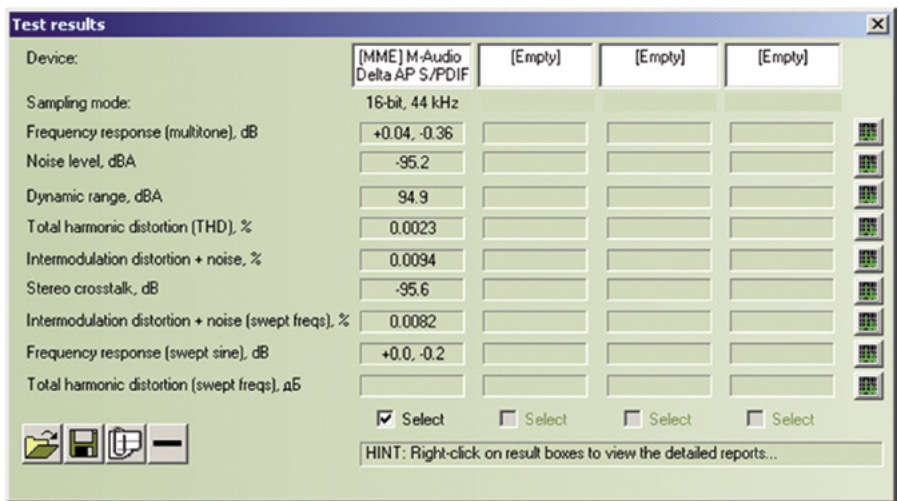 Test results
Device: [MME] M-Audio Delta AP S/PDIF [Empty] [Empty] [Empty]
Sampling mode: 16-bit, 44 kHz
Frequency response (multitone), dB +0.04, -0.36
Noise level, dBA -95.2
Dynamic range, dBA 94.9
Total harmonic distortion (THD), % 0.0023
Intermodulation distortion + noise, % 0.0094
Stereo crosstalk, dB -95.6
Intermodulation distortion + noise (swept freqs), % 0.0082
Frequency response (swept sine), dB +0.0, -0.2
Total harmonic distortion (swept freqs), дБ
Select Select Select Select
HINT: Right-click on result boxes to view the detailed reports...